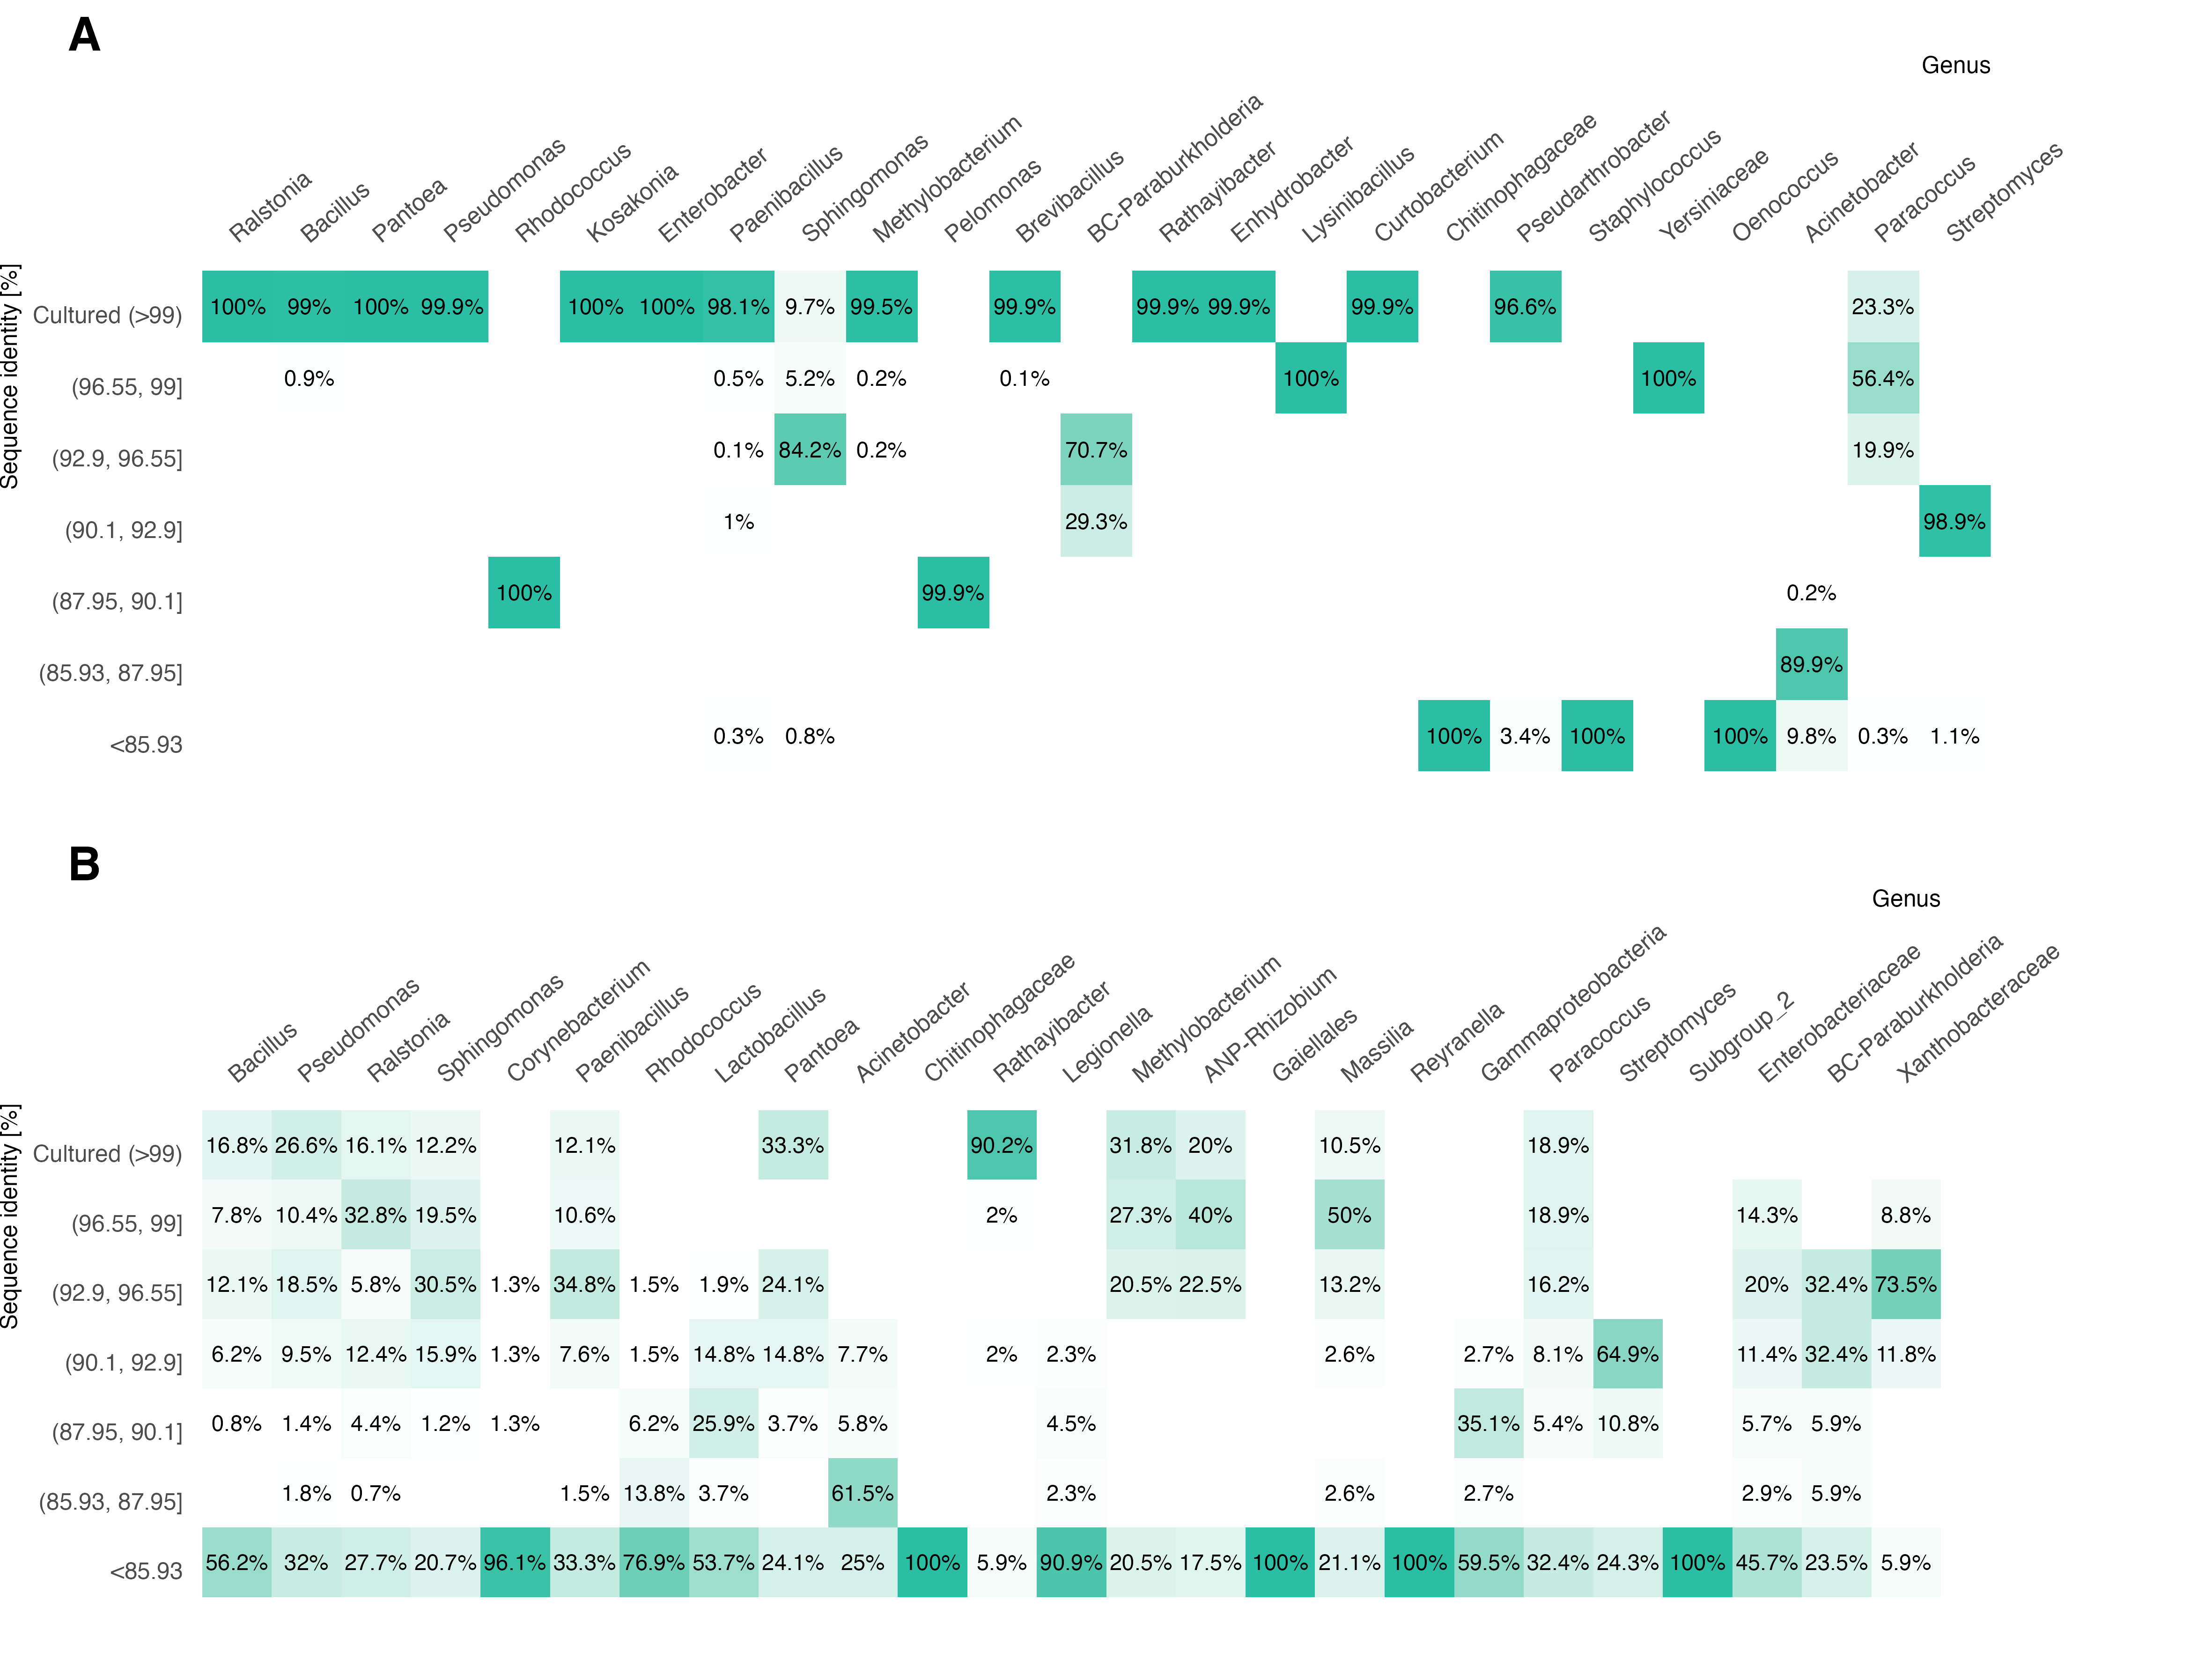 A
Genus
Ralstonia Bacillus Pantoea Pseudomonas Rhodococcus Kosakonia Enterobacter Paenibacillus Sphingomonas Methylobacterium Pelomonas Brevibacillus BC-Paraburkholderia Rathayibacter Enhydrobacter Lysinibacillus Curtobacterium Chitinophagaceae Pseudarthrobacter Staphylococcus Yersiniaceae Oenococcus Acinetobacter Paracoccus Streptomyces
Sequence identity [%]
Cultured (>99) 100% 99% 100% 99.9% 100% 100% 98.1% 9.7% 99.5% 99.9% 99.9% 99.9% 99.9% 96.6% 23.3%
(96.55, 99] 0.9% 0.5% 5.2% 0.2% 0.1% 100% 100% 56.4%
(92.9, 96.55] 0.1% 84.2% 0.2% 70.7% 19.9%
(90.1, 92.9] 1% 29.3% 98.9%
(87.95, 90.1] 100% 99.9% 0.2%
(85.93, 87.95] 89.9%
<85.93 0.3% 0.8% 100% 3.4% 100% 100% 9.8% 0.3% 1.1%
B
Genus
Bacillus Pseudomonas Ralstonia Sphingomonas Corynebacterium Paenibacillus Rhodococcus Lactobacillus Pantoea Acinetobacter Chitinophagaceae Rathayibacter Legionella Methylobacterium ANP-Rhizobium Gaiellales Massilia Reyranella Gammaproteobacteria Paracoccus Streptomyces Subgroup_2 Enterobacteriaceae BC-Paraburkholderia Xanthobacteraceae
Sequence identity [%]
Cultured (>99) 16.8% 26.6% 16.1% 12.2% 12.1% 33.3% 90.2% 31.8% 20% 10.5% 18.9%
(96.55, 99] 7.8% 10.4% 32.8% 19.5% 10.6% 2% 27.3% 40% 50% 18.9% 14.3% 8.8%
(92.9, 96.55] 12.1% 18.5% 5.8% 30.5% 1.3% 34.8% 1.5% 1.9% 24.1% 20.5% 22.5% 13.2% 16.2% 20% 32.4% 73.5%
(90.1, 92.9] 6.2% 9.5% 12.4% 15.9% 1.3% 7.6% 1.5% 14.8% 14.8% 7.7% 2% 2.3% 2.6% 2.7% 8.1% 64.9% 11.4% 32.4% 11.8%
(87.95, 90.1] 0.8% 1.4% 4.4% 1.2% 1.3% 6.2% 25.9% 3.7% 5.8% 4.5% 35.1% 5.4% 10.8% 5.7% 5.9%
(85.93, 87.95] 1.8% 0.7% 1.5% 13.8% 3.7% 61.5% 2.3% 2.6% 2.7% 2.9% 5.9%
<85.93 56.2% 32% 27.7% 20.7% 96.1% 33.3% 76.9% 53.7% 24.1% 25% 100% 5.9% 90.9% 20.5% 17.5% 100% 21.1% 100% 59.5% 32.4% 24.3% 100% 45.7% 23.5% 5.9%